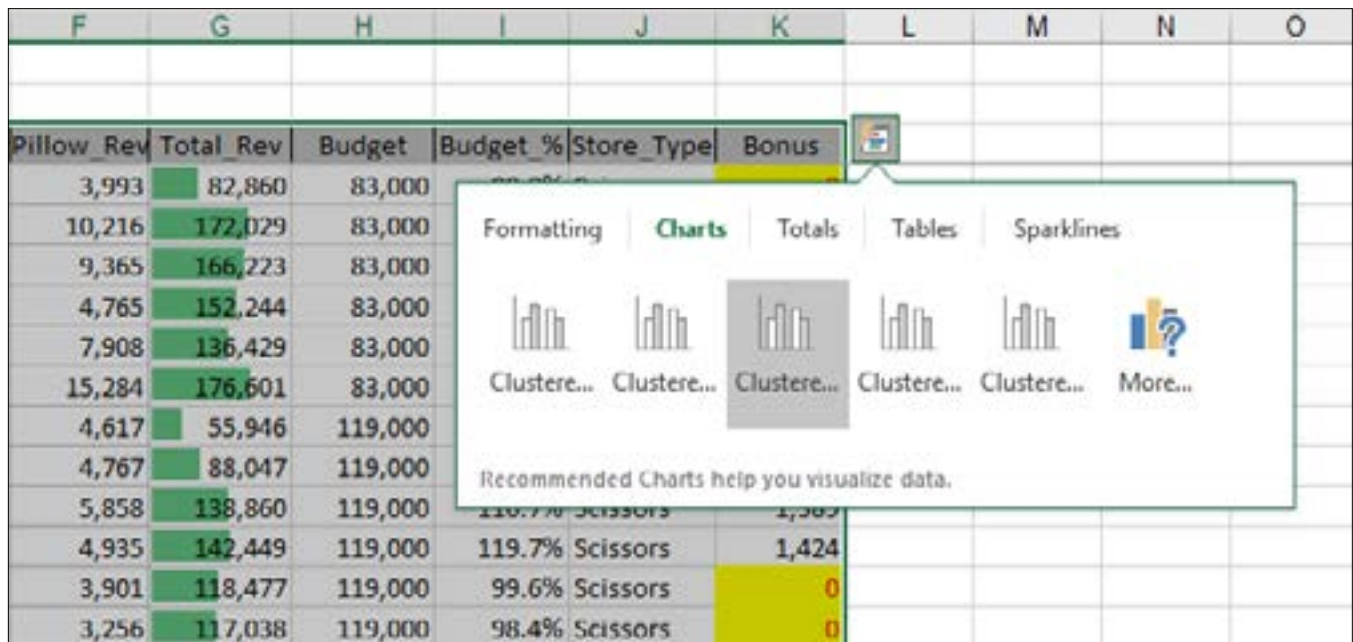 F G H I J K L M N O
Pillow_Rev Total_Rev Budget Budget_% Store_Type Bonus
3,993 82,860 83,000
10,216 172,029 83,000
Formatting Charts Totals Tables Sparklines
9,365 166,223 83,000
4,765 152,244 83,000
7,908 136,429 83,000
15,284 176,601 83,000
Clustere... Clustere... Clustere... Clustere... Clustere... More...
4,617 55,946 119,000
4,767 88,047 119,000
Recommended Charts help you visualize data.
5,858 138,860 119,000 116.7% Scissors 1,389
4,935 142,449 119,000 119.7% Scissors 1,424
3,901 118,477 119,000 99.6% Scissors 0
3,256 117,038 119,000 98.4% Scissors 0